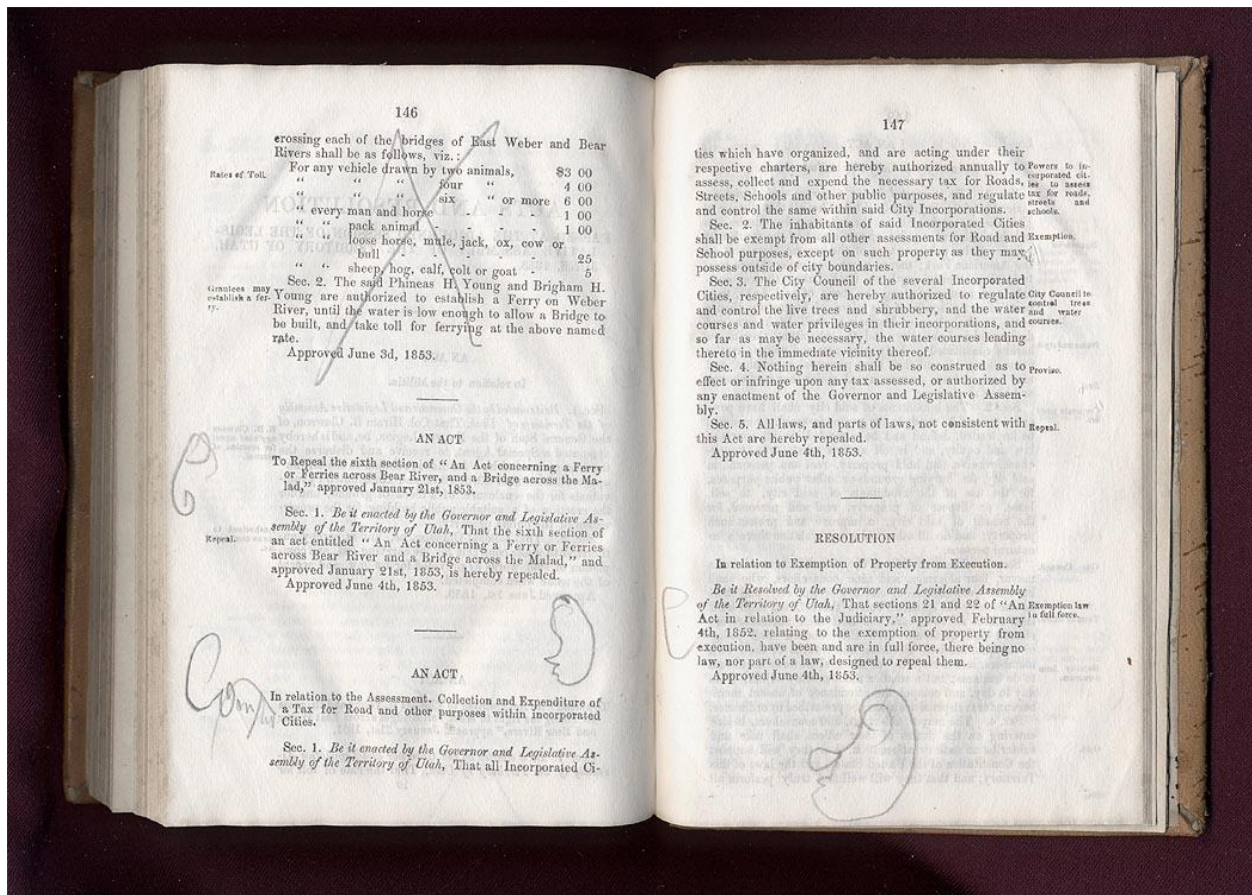 146
crossing each of the bridges of East Weber and Bear
Rivers shall be as follows, viz.:
Rates of Toll.
For any vehicle drawn by two animals, $3 00
“ “ “ four “ 4 00
“ “ “ six “ or more 6 00
“ every man and horse - - - 1 00
“ “ pack animal - - - - 1 00
“ “ loose horse, mule, jack, ox, cow or
bull - - - - 25
“ “ sheep, hog, calf, colt or goat - 5
Grantees may
establish a fer-
ry.
Sec. 2. The said Phineas H. Young and Brigham H.
Young are authorized to establish a Ferry on Weber
River, until the water is low enough to allow a Bridge to
be built, and take toll for ferrying at the above named
rate.
Approved June 3d, 1853.
AN ACT
To Repeal the sixth section of “ An Act concerning a Ferry
or Ferries across Bear River, and a Bridge across the Ma-
lad,” approved January 21st, 1853.
Sec. 1. Be it enacted by the Governor and Legislative As-
sembly of the Territory of Utah, That the sixth section of
Repeal.
an act entitled “ An Act concerning a Ferry or Ferries
across Bear River and a Bridge across the Malad,” and
approved January 21st, 1853, is hereby repealed.
Approved June 4th, 1853.
AN ACT
In relation to the Assessment. Collection and Expenditure of
a Tax for Road and other purposes within incorporated
Cities.
Sec. 1. Be it enacted by the Governor and Legislative As-
sembly of the Territory of Utah, That all Incorporated Ci-
147
ties which have organized, and are acting under their
respective charters, are hereby authorized annually to
assess, collect and expend the necessary tax for Roads,
Streets, Schools and other public purposes, and regulate
and control the same within said City Incorporations.
Powers to in-
corporated cit-
ies to assess
tax for roads,
streets and
schools.
Sec. 2. The inhabitants of said Incorporated Cities
shall be exempt from all other assessments for Road and
School purposes, except on such property as they may
possess outside of city boundaries.
Exemption.
Sec. 3. The City Council of the several Incorporated
Cities, respectively, are hereby authorized to regulate
and control the live trees and shrubbery, and the water
courses and water privileges in their incorporations, and
so far as may be necessary, the water courses leading
thereto in the immediate vicinity thereof.
City Council to
control trees
and water
courses.
Sec. 4. Nothing herein shall be so construed as to
effect or infringe upon any tax assessed, or authorized by
any enactment of the Governor and Legislative Assem-
bly.
Proviso.
Sec. 5. All laws, and parts of laws, not consistent with
this Act are hereby repealed.
Repeal.
Approved June 4th, 1853.
RESOLUTION
In relation to Exemption of Property from Execution.
Be it Resolved by the Governor and Legislative Assembly
of the Territory of Utah, That sections 21 and 22 of “An
Act in relation to the Judiciary,” approved February
4th, 1852. relating to the exemption of property from
execution, have been and are in full force, there being no
law, nor part of a law, designed to repeal them.
Exemption law
in full force.
Approved June 4th, 1853.